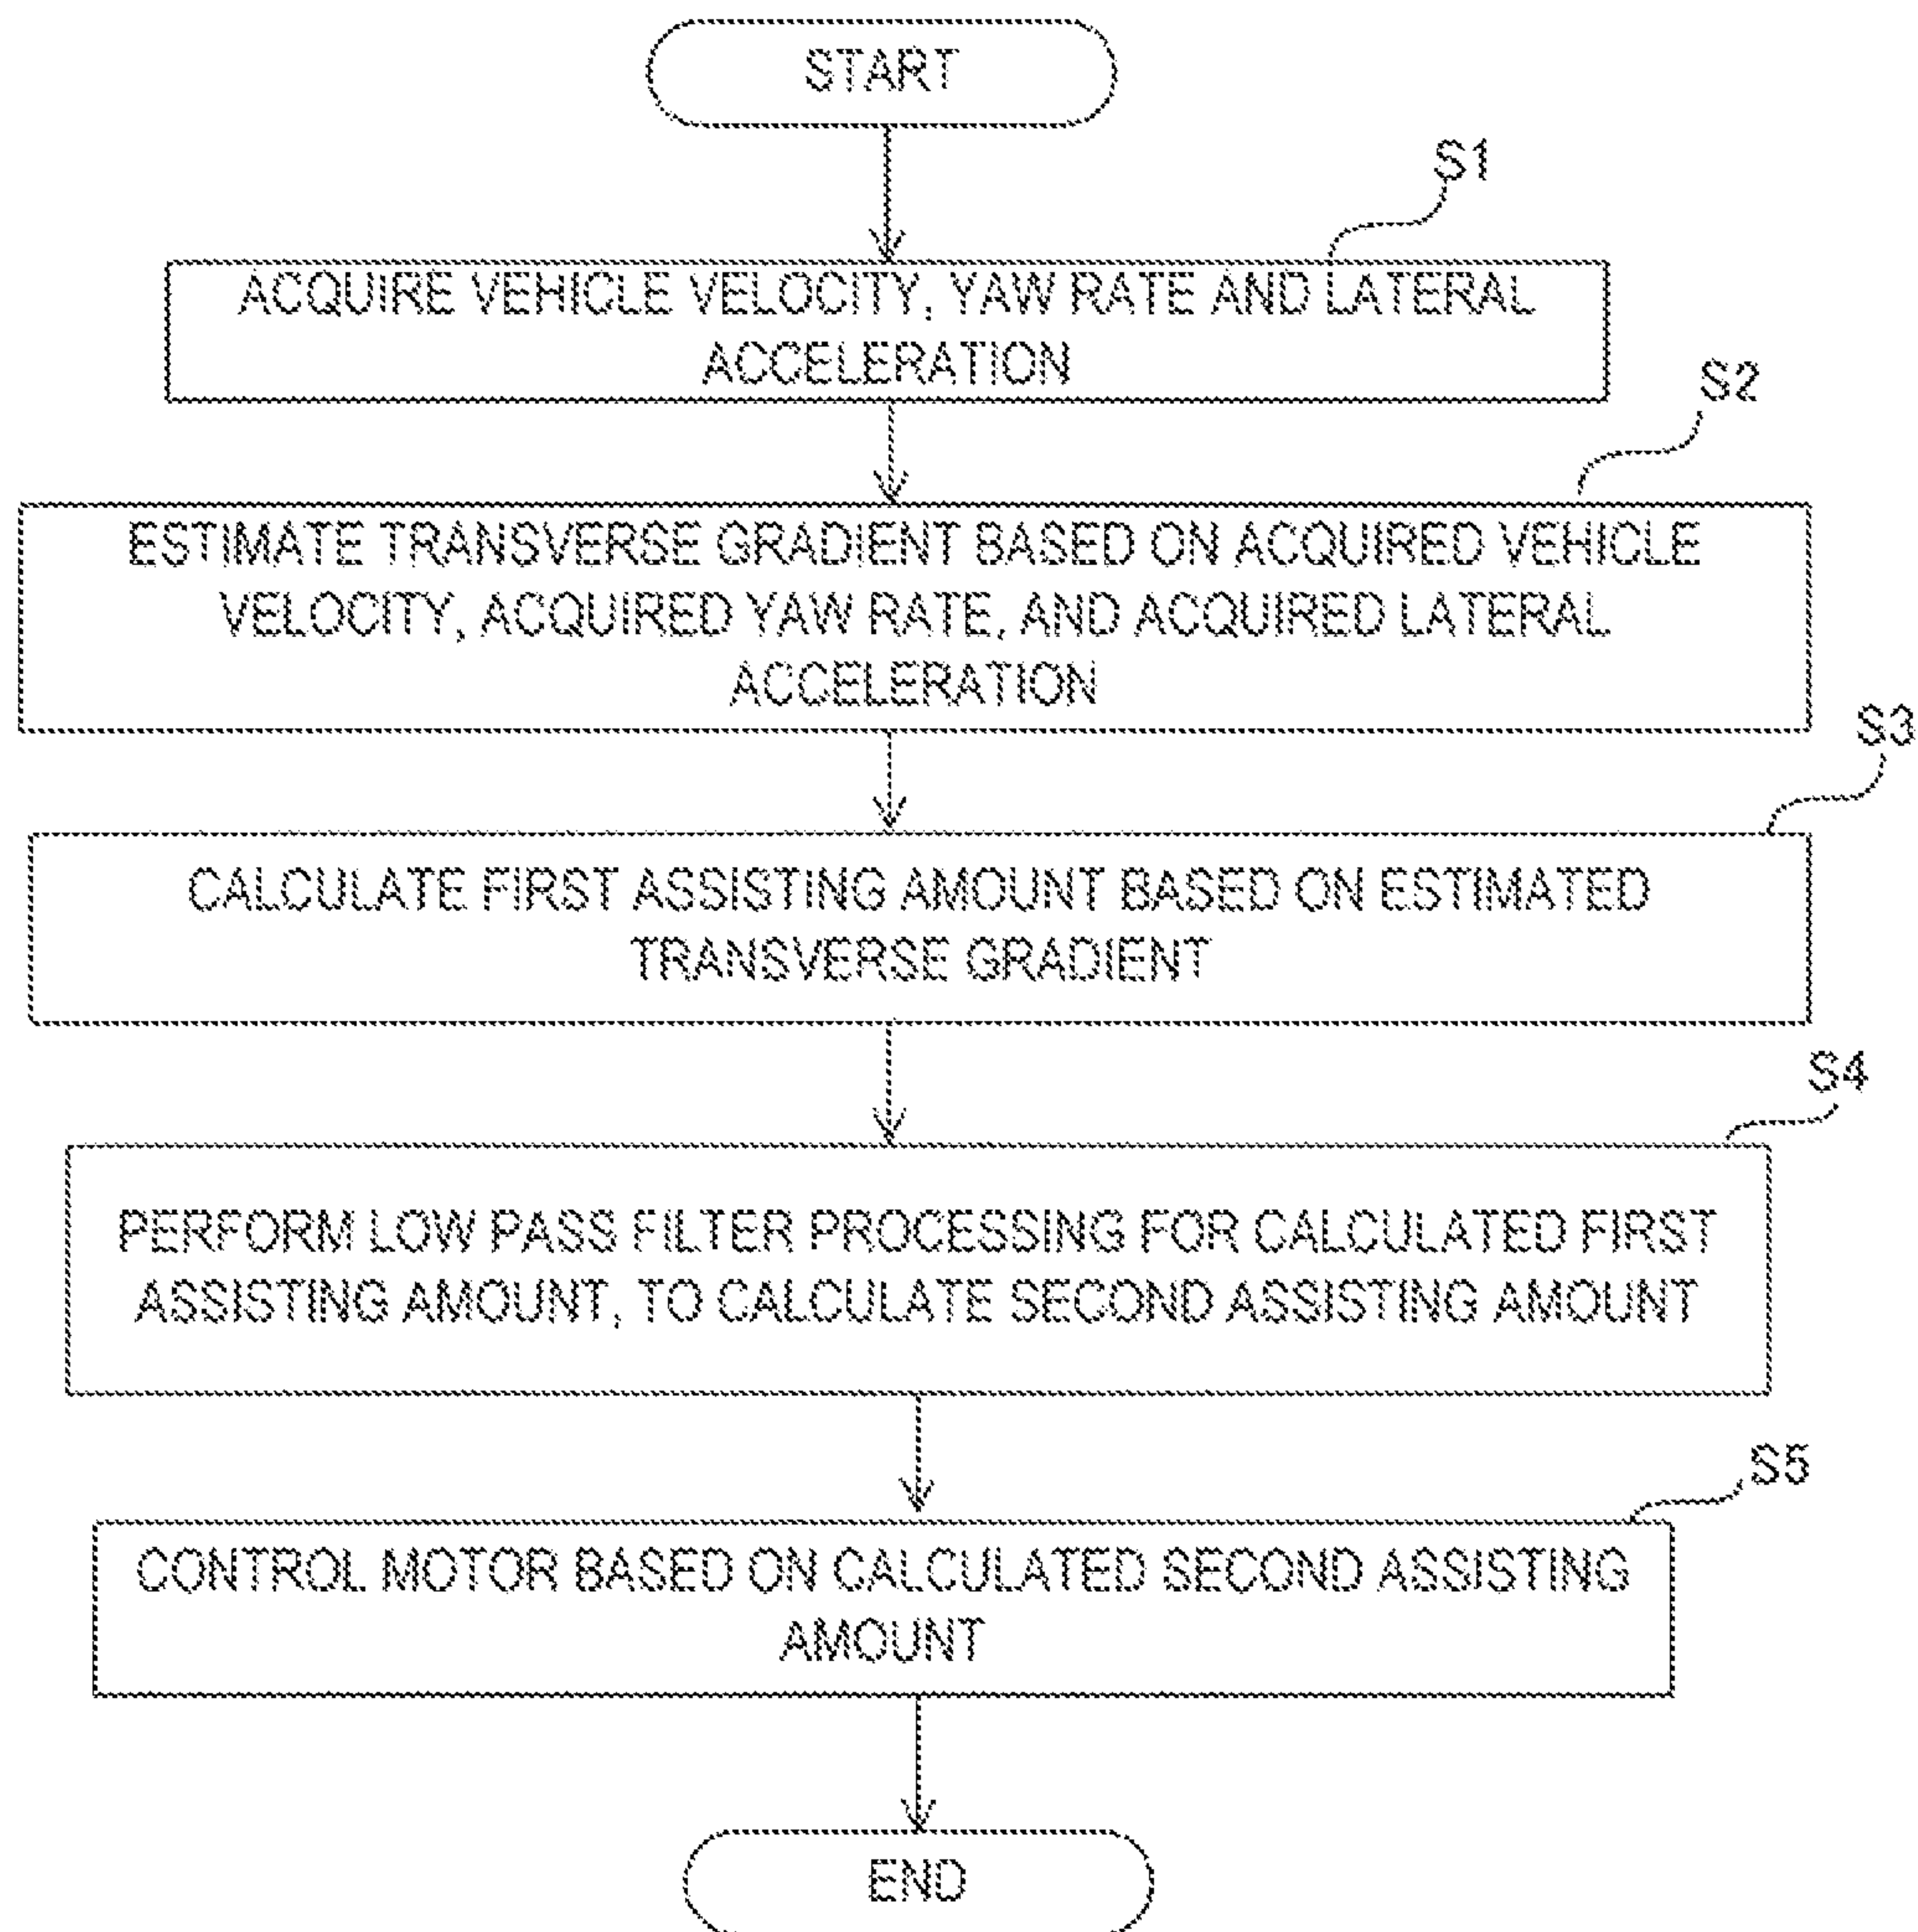 START
S1
ACQUIRE VEHICLE VELOCITY, YAW RATE AND LATERAL
ACCELERATION
S2
ESTIMATE TRANSVERSE GRADIENT BASED ON ACQUIRED VEHICLE
VELOCITY, ACQUIRED YAW RATE, AND ACQUIRED LATERAL
ACCELERATION
S3
CALCULATE FIRST ASSISTING AMOUNT BASED ON ESTIMATED
TRANSVERSE GRADIENT
S4
PERFORM LOW PASS FILTER PROCESSING FOR CALCULATED FIRST
ASSISTING AMOUNT, TO CALCULATE SECOND ASSISTING AMOUNT
S5
CONTROL MOTOR BASED ON CALCULATED SECOND ASSISTING
AMOUNT
END